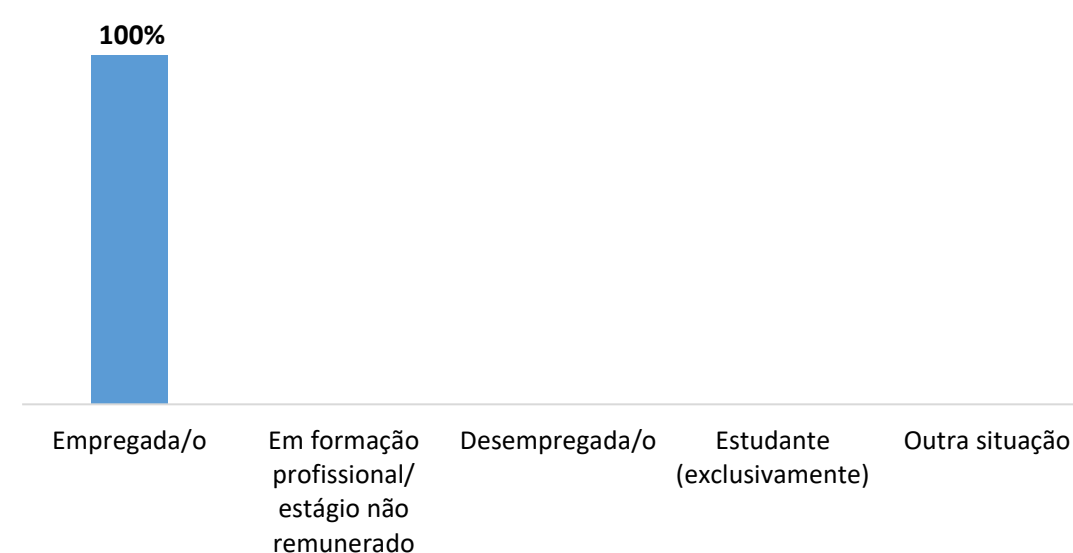 100%
Empregada/o
Em formação
profissional/
estágio não
remunerado
Desempregada/o
Estudante
(exclusivamente)
Outra situação